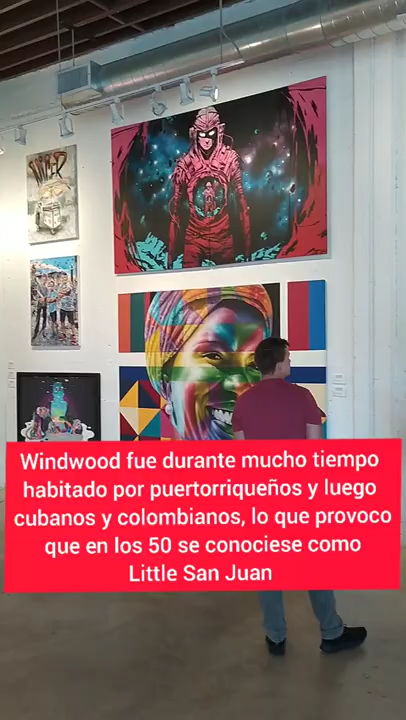 Windwood fue durante mucho tiempo
habitado por puertorriqueños y luego
cubanos y colombianos, lo que provoco
que en los 50 se conociese como
Little San Juan